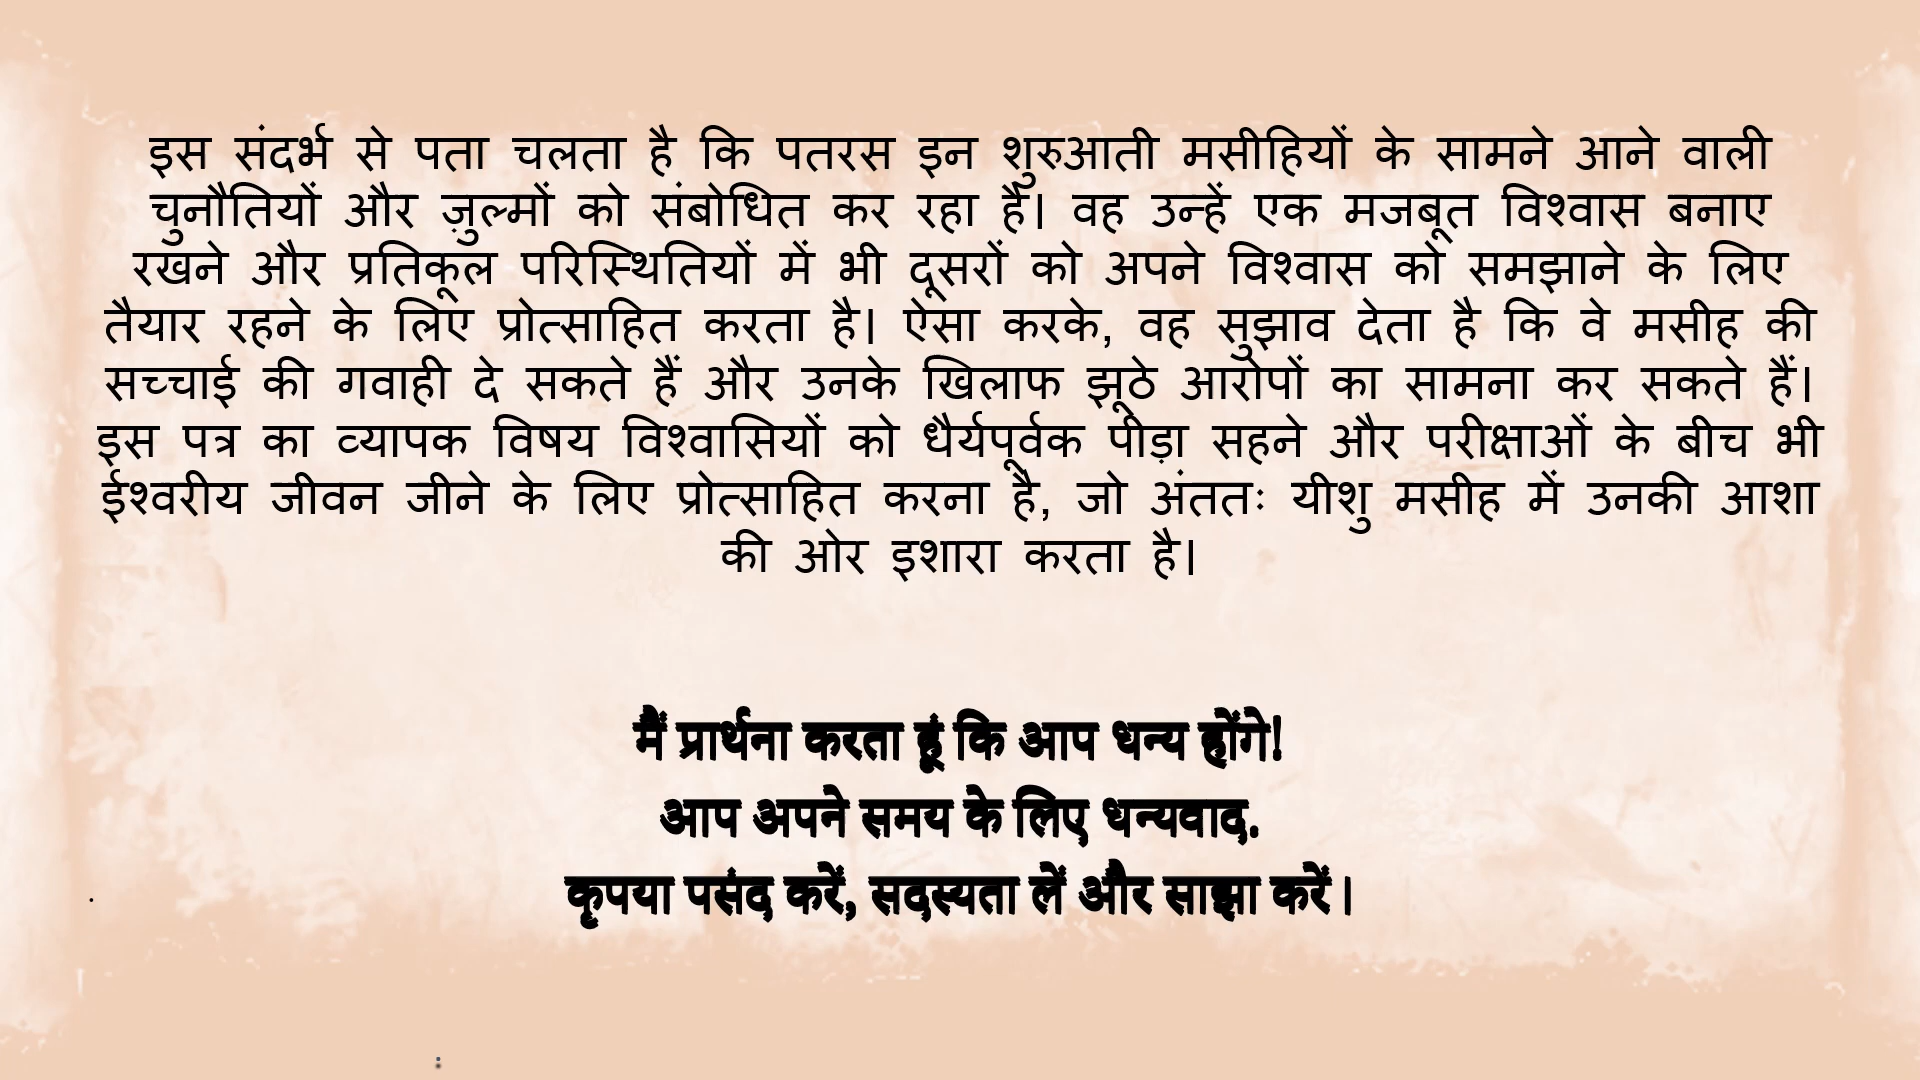 इस संदर्भ से पता चलता है कि पतरस इन शुरुआती मसीहियों के सामने आने वाली
चुनौतियों और ज़ुल्मों को संबोधित कर रहा है। वह उन्हें एक मजबूत विश्वास बनाए
रखने और प्रतिकूल परिस्थितियों में भी दूसरों को अपने विश्वास को समझाने के लिए
तैयार रहने के लिए प्रोत्साहित करता है। ऐसा करके, वह सुझाव देता है कि वे मसीह की
सच्चाई की गवाही दे सकते हैं और उनके खिलाफ झूठे आरोपों का सामना कर सकते हैं।
इस पत्र का व्यापक विषय विश्वासियों को धैर्यपूर्वक पीड़ा सहने और परीक्षाओं के बीच भी
ईश्वरीय जीवन जीने के लिए प्रोत्साहित करना है, जो अंततः यीशु मसीह में उनकी आशा
की ओर इशारा करता है।
मैं प्रार्थना करता हूं कि आप धन्य होंगे!
आप अपने समय के लिए धन्यवाद.
कृपया पसंद करें, सदस्यता लें और साझा करें।